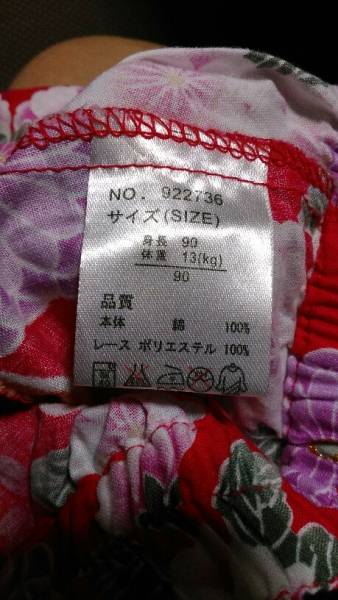 NO. 922736
サイズ(SIZE)
身長 90
体重 13(kg)
90
品質
本体 綿 100%
レース ポリエステル 100%